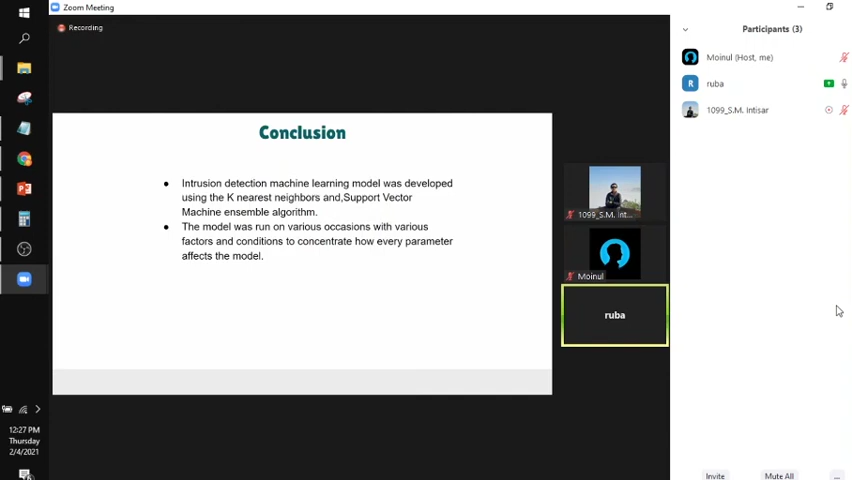 Zoom Meeting
Recording
Participants (3)
Moinul (Host, me)
R
ruba
1099_S.M. Intisar
Conclusion
● Intrusion detection machine learning model was developed
using the K nearest neighbors and,Support Vector
Machine ensemble algorithm.
● The model was run on various occasions with various
factors and conditions to concentrate how every parameter
affects the model.
1099_S.M. Int...
Moinul
ruba
12:27 PM
Thursday
2/4/2021
Invite
Mute All
...